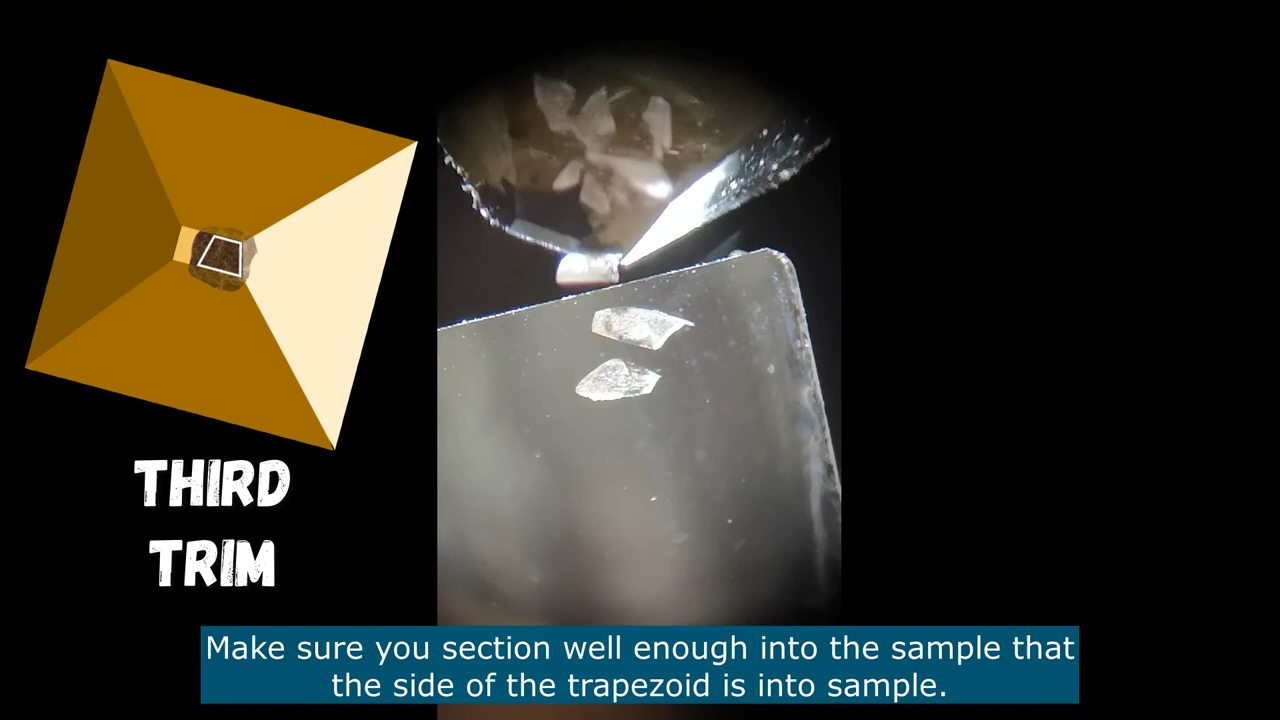 THIRD
TRIM
Make sure you section well enough into the sample that
the side of the trapezoid is into sample.